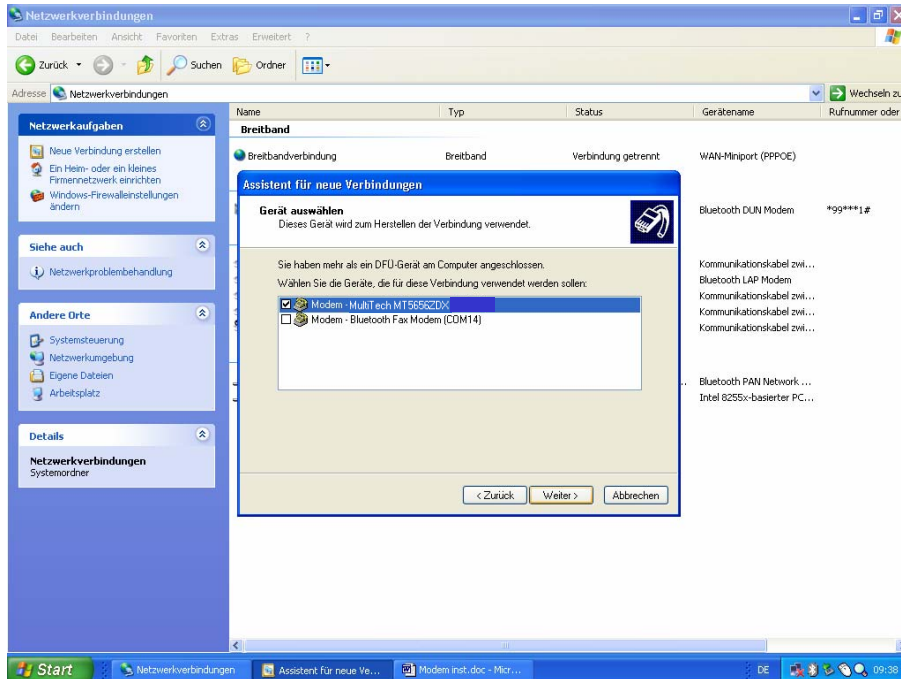 Netzwerkverbindungen
Datei Bearbeiten Ansicht Favoriten Extras Erweitert ?
Zurück Suchen Ordner
Adresse Netzwerkverbindungen Wechseln zu
Name Typ Status Gerätename Rufnummer oder
Netzwerkaufgaben
Neue Verbindung erstellen
Ein Heim- oder ein kleines
Firmennetzwerk einrichten
Windows-Firewalleinstellungen
ändern
Siehe auch
Netzwerkproblembehandlung
Andere Orte
Systemsteuerung
Netzwerkumgebung
Eigene Dateien
Arbeitsplatz
Details
Netzwerkverbindungen
Systemordner
Breitband
Breitbandverbindung Breitband Verbindung getrennt WAN-Miniport (PPPOE)
Bluetooth DUN Modem *99***1#
Kommunikationskabel zwi...
Bluetooth LAP Modem
Kommunikationskabel zwi...
Kommunikationskabel zwi...
Kommunikationskabel zwi...
Bluetooth PAN Network ...
Intel 8255x-basierter PC...
Assistent für neue Verbindungen
Gerät auswählen
Dieses Gerät wird zum Herstellen der Verbindung verwendet.
Sie haben mehr als ein DFÜ-Gerät am Computer angeschlossen.
Wählen Sie die Geräte, die für diese Verbindung verwendet werden sollen:
Modem - MultiTech MT5656ZDX
Modem - Bluetooth Fax Modem (COM14)
< Zurück Weiter > Abbrechen
Start Netzwerkverbindungen Assistent für neue Ve... Modem inst.doc - Micr... DE 09:38